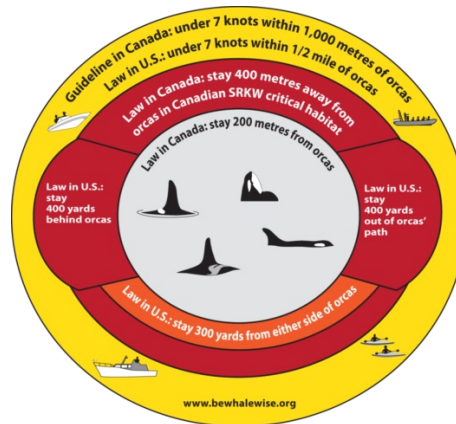 Guideline in Canada: under 7 knots within 1,000 metres of orcas
Law in U.S.: under 7 knots within 1/2 mile of orcas
Law in Canada: stay 400 metres away from
orcas in Canadian SRKW critical habitat
Law in Canada: stay 200 metres from orcas
Law in U.S.:
stay
400 yards
behind orcas
Law in U.S.:
stay
400 yards
out of orcas'
path
Law in U.S.: stay 300 yards from either side of orcas
www.bewhalewise.org